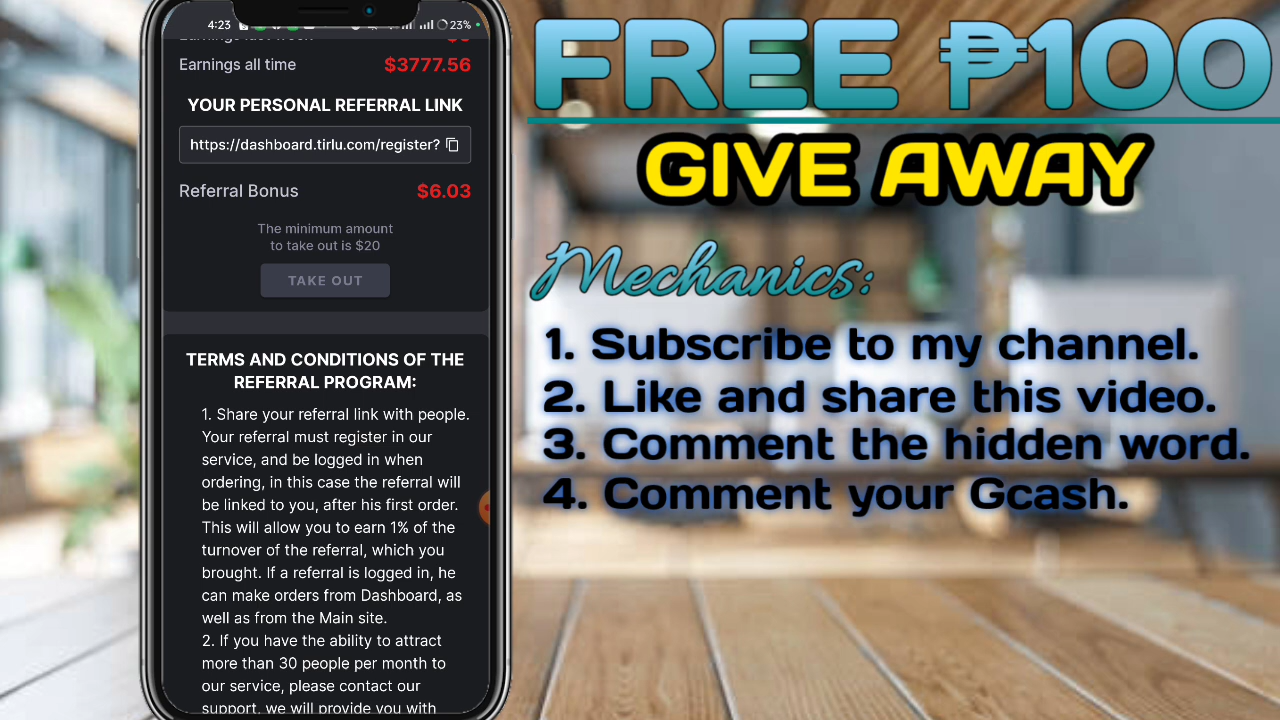 4:23
23%
Earnings all time $3777.56
YOUR PERSONAL REFERRAL LINK
https://dashboard.tirlu.com/register?
Referral Bonus $6.03
The minimum amount
to take out is $20
TAKE OUT
TERMS AND CONDITIONS OF THE
REFERRAL PROGRAM:
1. Share your referral link with people.
Your referral must register in our
service, and be logged in when
ordering, in this case the referral will
be linked to you, after his first order.
This will allow you to earn 1% of the
turnover of the referral, which you
brought. If a referral is logged in, he
can make orders from Dashboard, as
well as from the Main site.
2. If you have the ability to attract
more than 30 people per month to
our service, please contact our
support, we will provide you with
FREE ₱100
GIVE AWAY
Mechanics:
1. Subscribe to my channel.
2. Like and share this video.
3. Comment the hidden word.
4. Comment your Gcash.